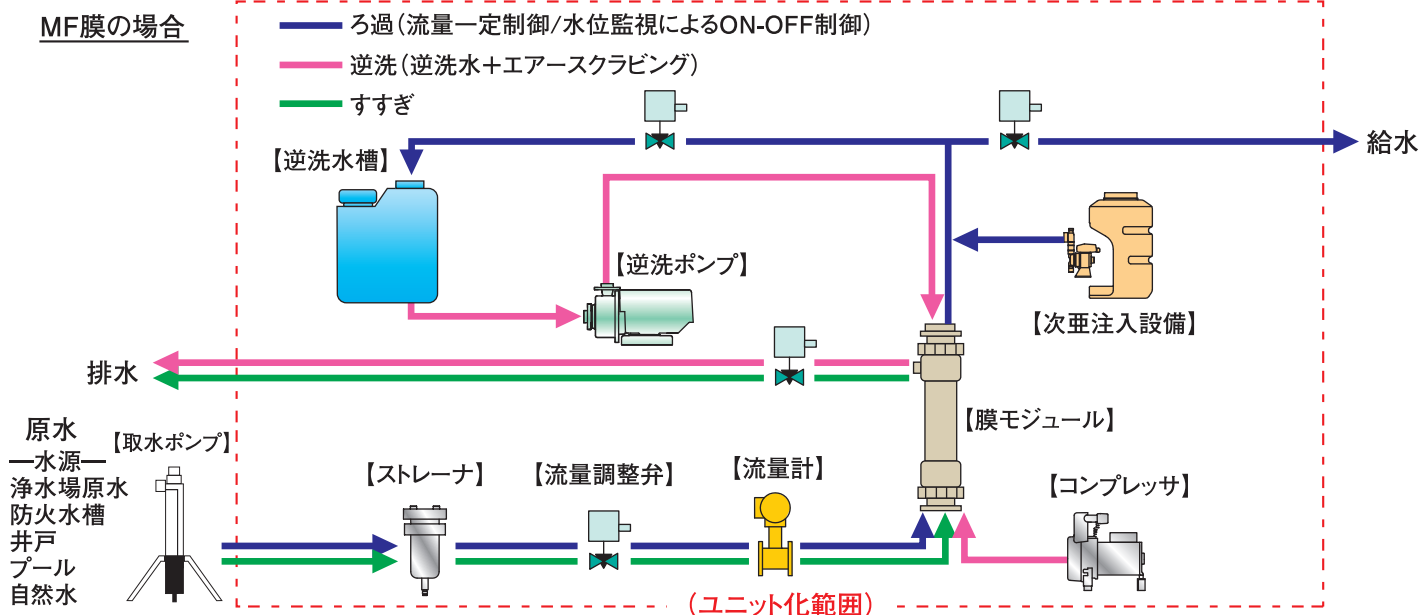 MF膜の場合
ろ過(流量一定制御/水位監視によるON-OFF制御)
逆洗(逆洗水+エアースクラビング)
すすぎ
給水
【逆洗水槽】
【逆洗ポンプ】
【次亜注入設備】
排水
【膜モジュール】
原水
【取水ポンプ】
―水源―
浄水場原水
防火水槽
井戸
プール
自然水
【ストレーナ】
【流量調整弁】
【流量計】
【コンプレッサ】
(ユニット化範囲)